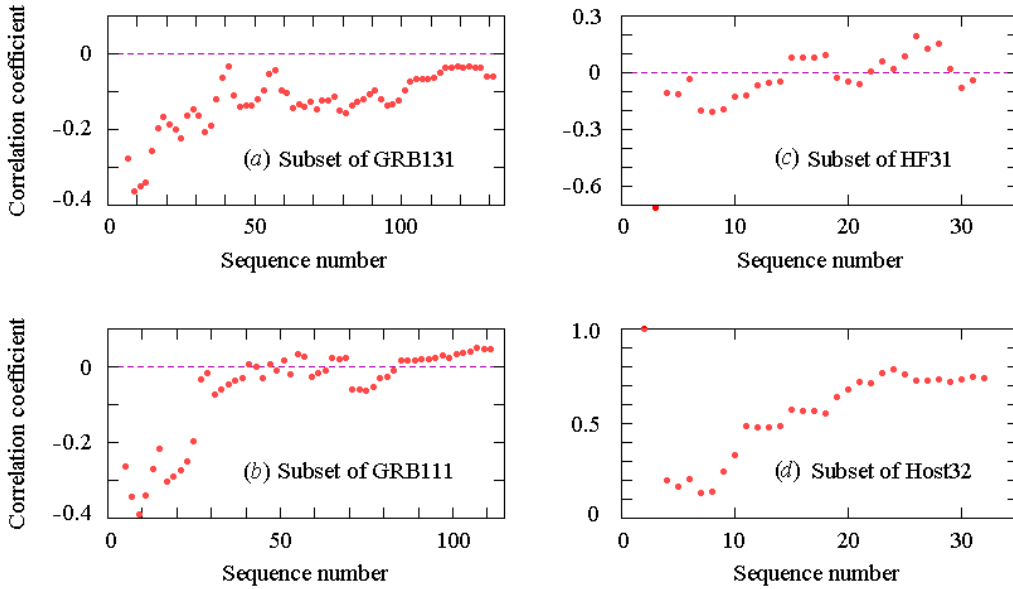 Correlation coefficient
0
-0.2
-0.4
(a) Subset of GRB131
0 50 100
Sequence number
0.3
0
-0.3
-0.6
(c) Subset of HF31
0 10 20 30
Sequence number
Correlation coefficient
0
-0.2
-0.4
(b) Subset of GRB111
0 50 100
Sequence number
1.0
0.5
0
(d) Subset of Host32
0 10 20 30
Sequence number